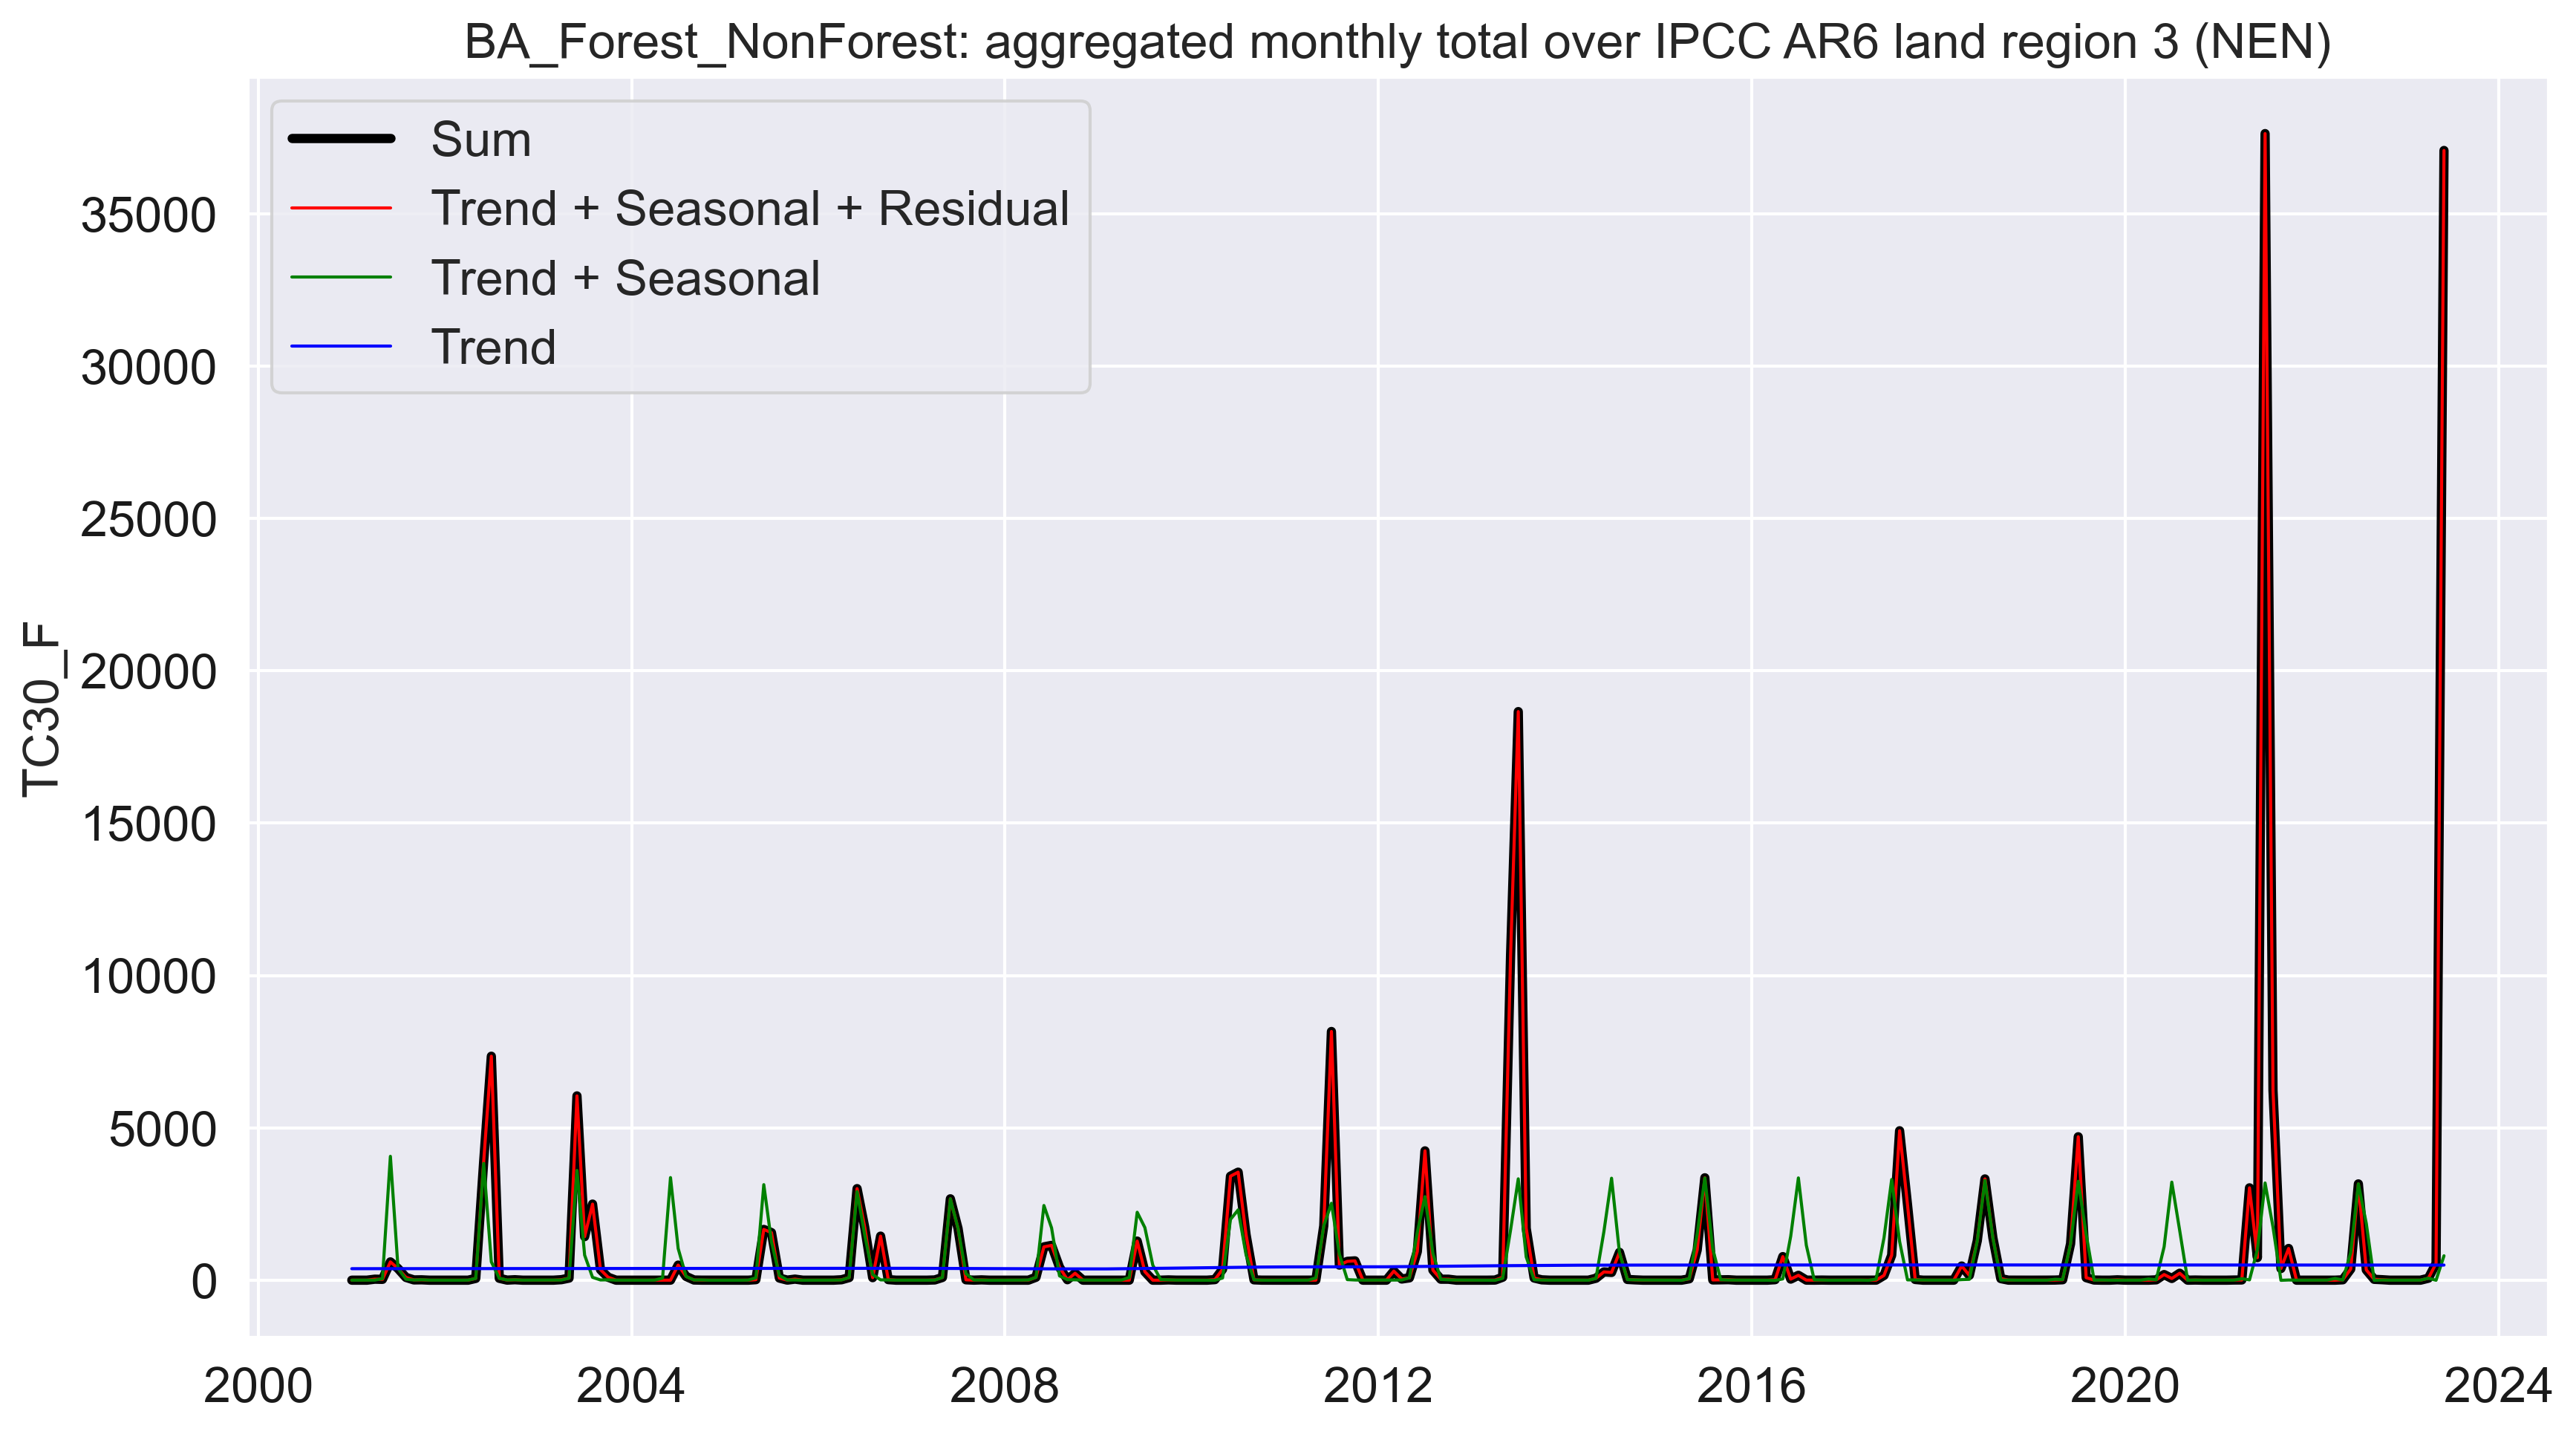 BA_Forest_NonForest: aggregated monthly total over IPCC AR6 land region 3 (NEN)
Sum
Trend + Seasonal + Residual
Trend + Seasonal
Trend
TC30_F
35000
30000
25000
20000
15000
10000
5000
0
2000 2004 2008 2012 2016 2020 2024